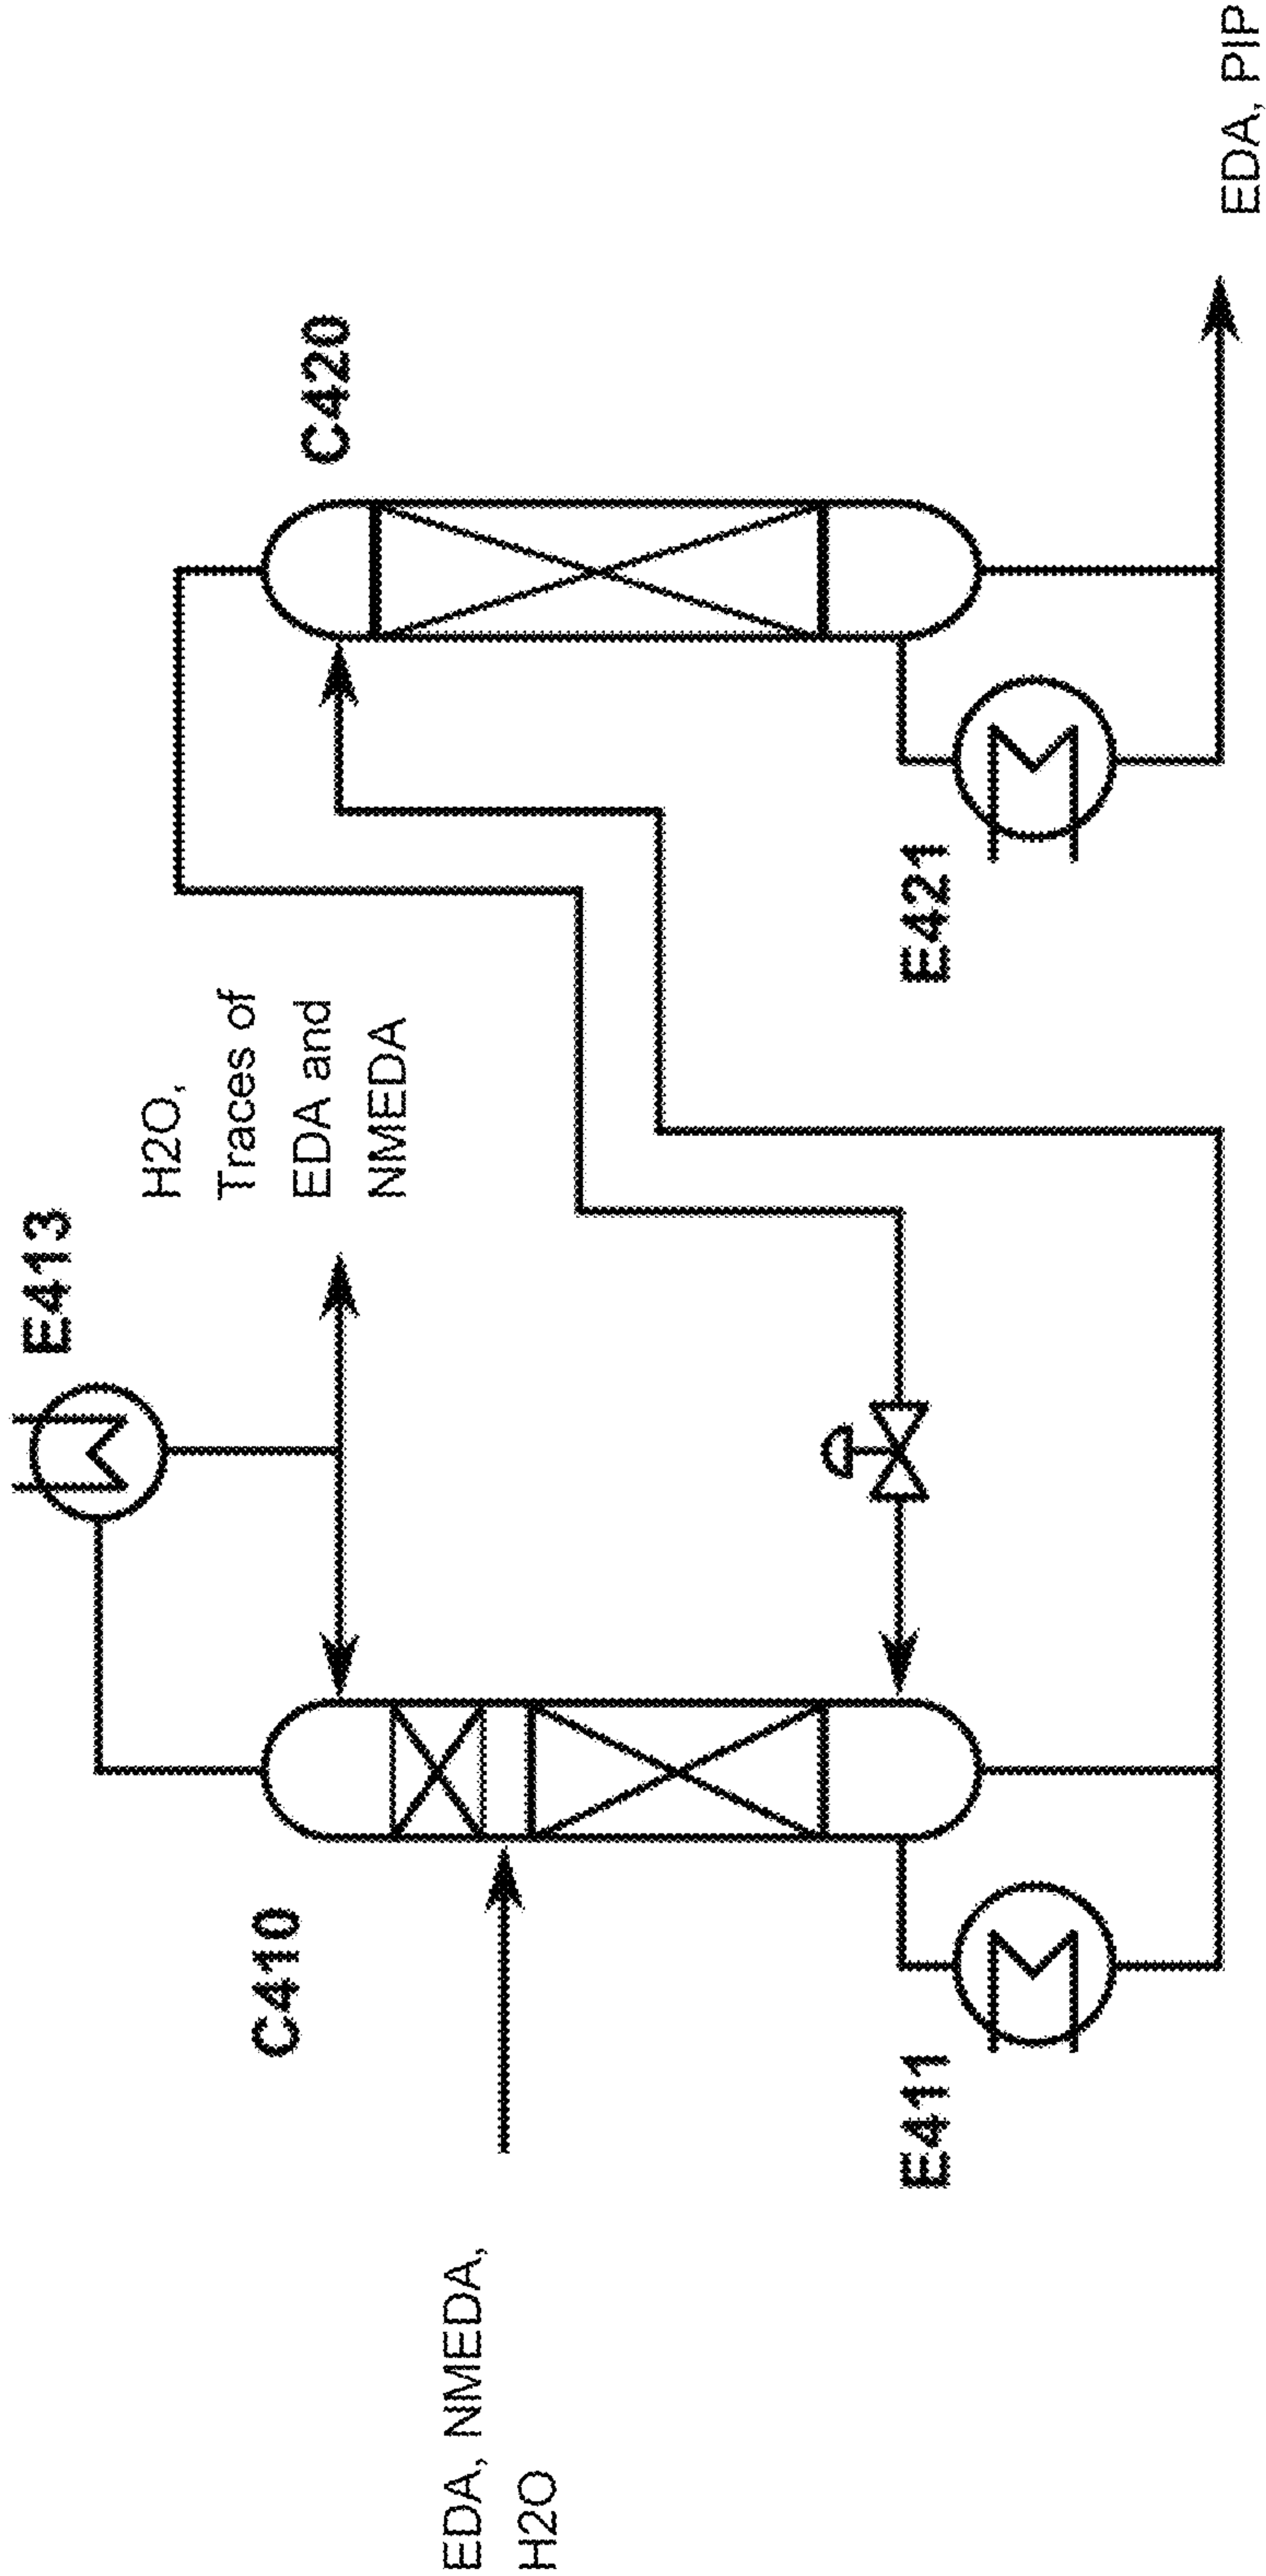 EDA, NMEDA,
H2O
C410
E411
E413
H2O,
Traces of
EDA and
NMEDA
C420
E421
EDA, PIP